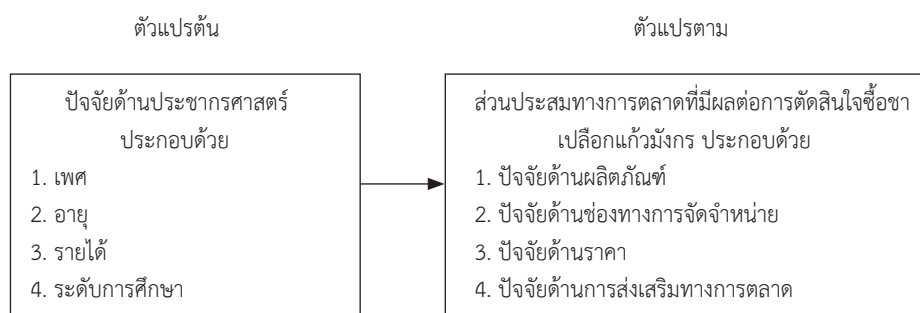 ตัวแปรต้น
ตัวแปรตาม
ปัจจัยด้านประชากรศาสตร์
ประกอบด้วย
1. เพศ
2. อายุ
3. รายได้
4. ระดับการศึกษา
ส่วนประสมทางการตลาดที่มีผลต่อการตัดสินใจซื้อชา
เปลือกแก้วมังกร ประกอบด้วย
1. ปัจจัยด้านผลิตภัณฑ์
2. ปัจจัยด้านช่องทางการจัดจำหน่าย
3. ปัจจัยด้านราคา
4. ปัจจัยด้านการส่งเสริมทางการตลาด